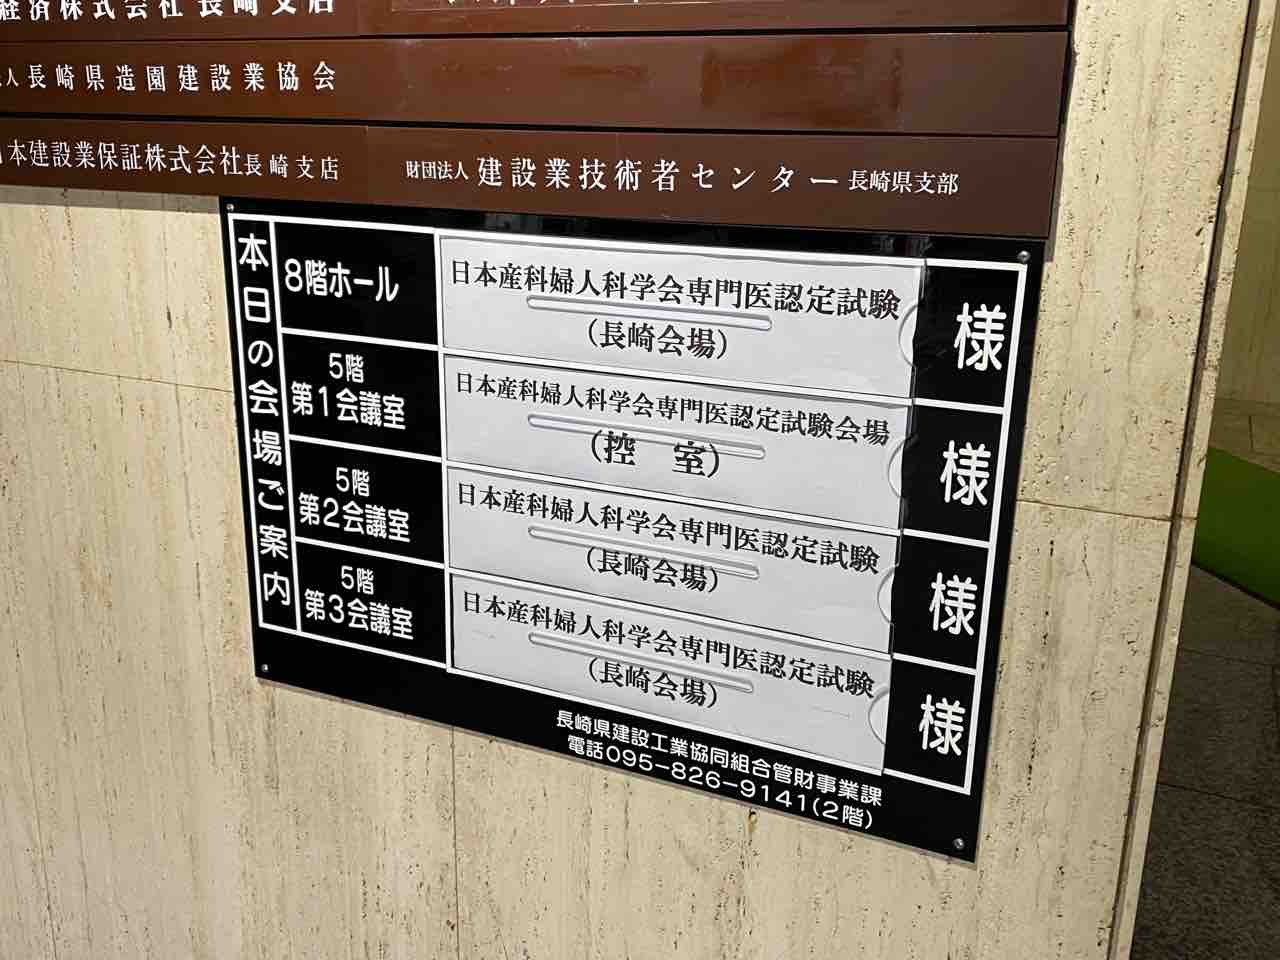 経済株式会社長崎支店
人長崎県造園建設業協会
日本建設業保証株式会社長崎支店
財団法人 建設業技術者センター 長崎県支部
本日の会場ご案内
8階ホール
日本産科婦人科学会専門医認定試験
(長崎会場)
様
5階
第1会議室
日本産科婦人科学会専門医認定試験会場
(控 室)
様
5階
第2会議室
日本産科婦人科学会専門医認定試験
(長崎会場)
様
5階
第3会議室
日本産科婦人科学会専門医認定試験
(長崎会場)
様
長崎県建設工業協同組合管財事業課
電話095-826-9141(2階)